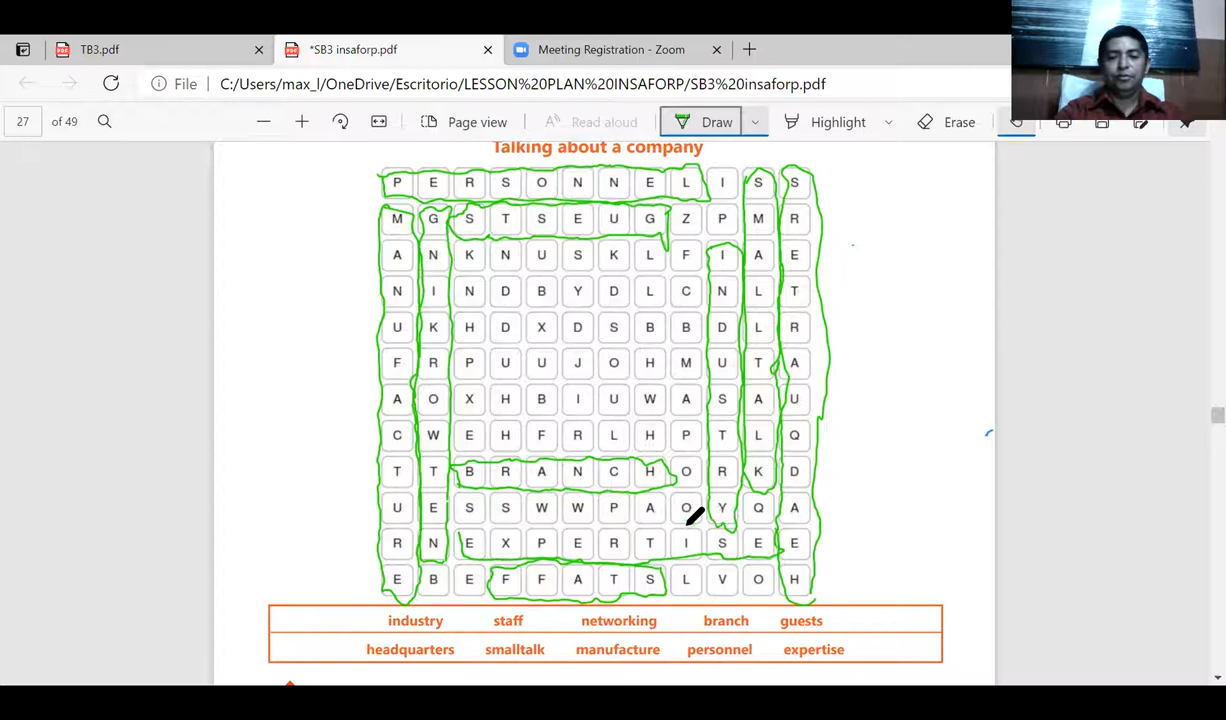 TB3.pdf
*SB3 insaforp.pdf
Meeting Registration - Zoom
File
C:/Users/max_l/OneDrive/Escritorio/LESSON%20PLAN%20INSAFORP/SB3%20insaforp.pdf
27 of 49
Page view
Read aloud
Draw
Highlight
Erase
Talking about a company
P E R S O N N E L I S S
M G S T S E U G Z P M R
A N K N U S K L F I A E
N I N D B Y D L C N L T
U K H D X D S B B D L R
F R P U U J O H M U T A
A O X H B I U W A S A U
C W E H F R L H P T L Q
T T B R A N C H O R K D
U E S S W W P A O Y Q A
R N E X P E R T I S E E
E B E F F A T S L V O H
industry staff networking branch guests
headquarters smalltalk manufacture personnel expertise